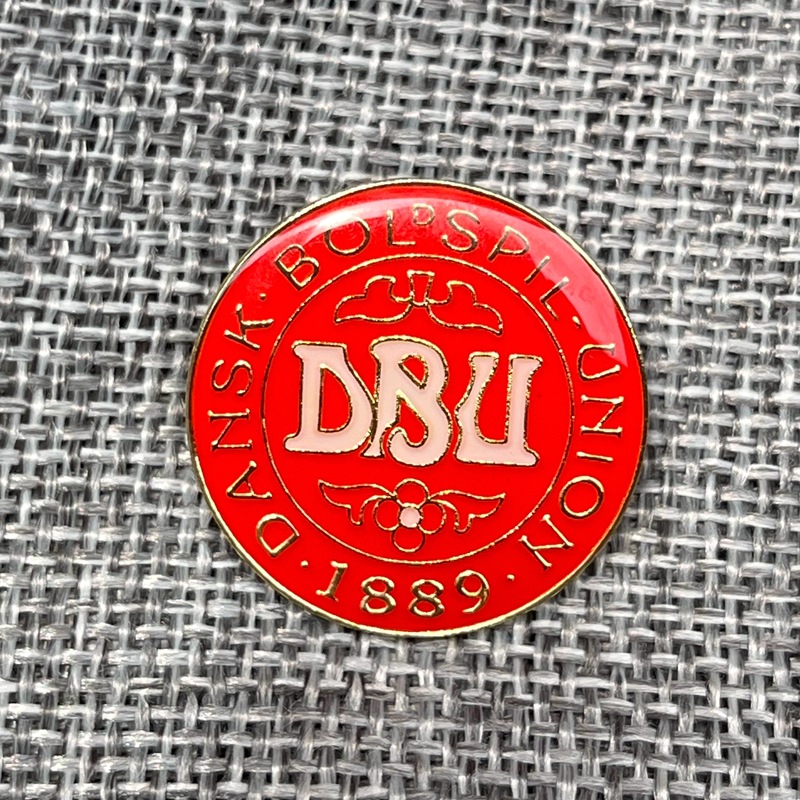 DANSK · BOLDSPIL · UNION
DBU
· 1889 ·